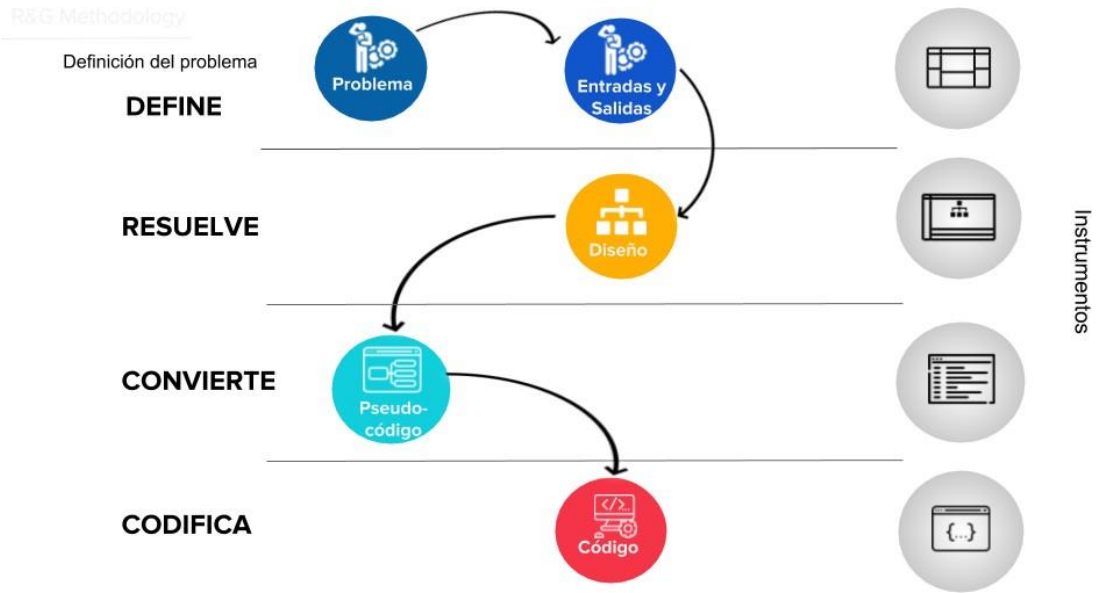 R&G Methodology
Definición del problema
DEFINE
Problema
Entradas y
Salidas
RESUELVE
Diseño
CONVIERTE
Pseudo-
código
CODIFICA
</>_
Código
{...}
Instrumentos